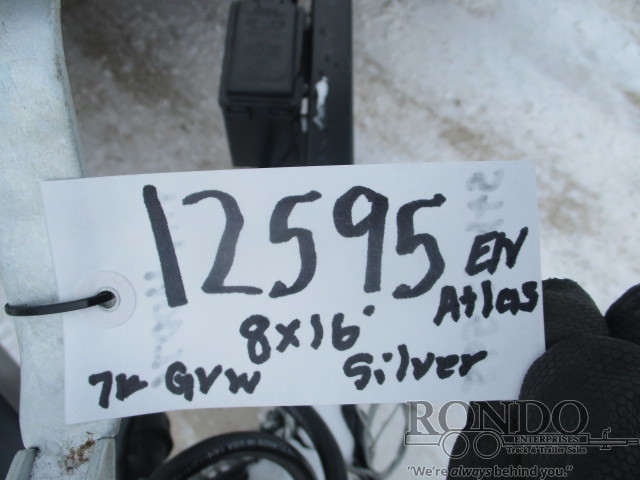 12595 EN
Atlas
8x16'
7k GVW Silver
RONDO
ENTERPRISES
Truck & Trailer Sales
"We're always behind you."